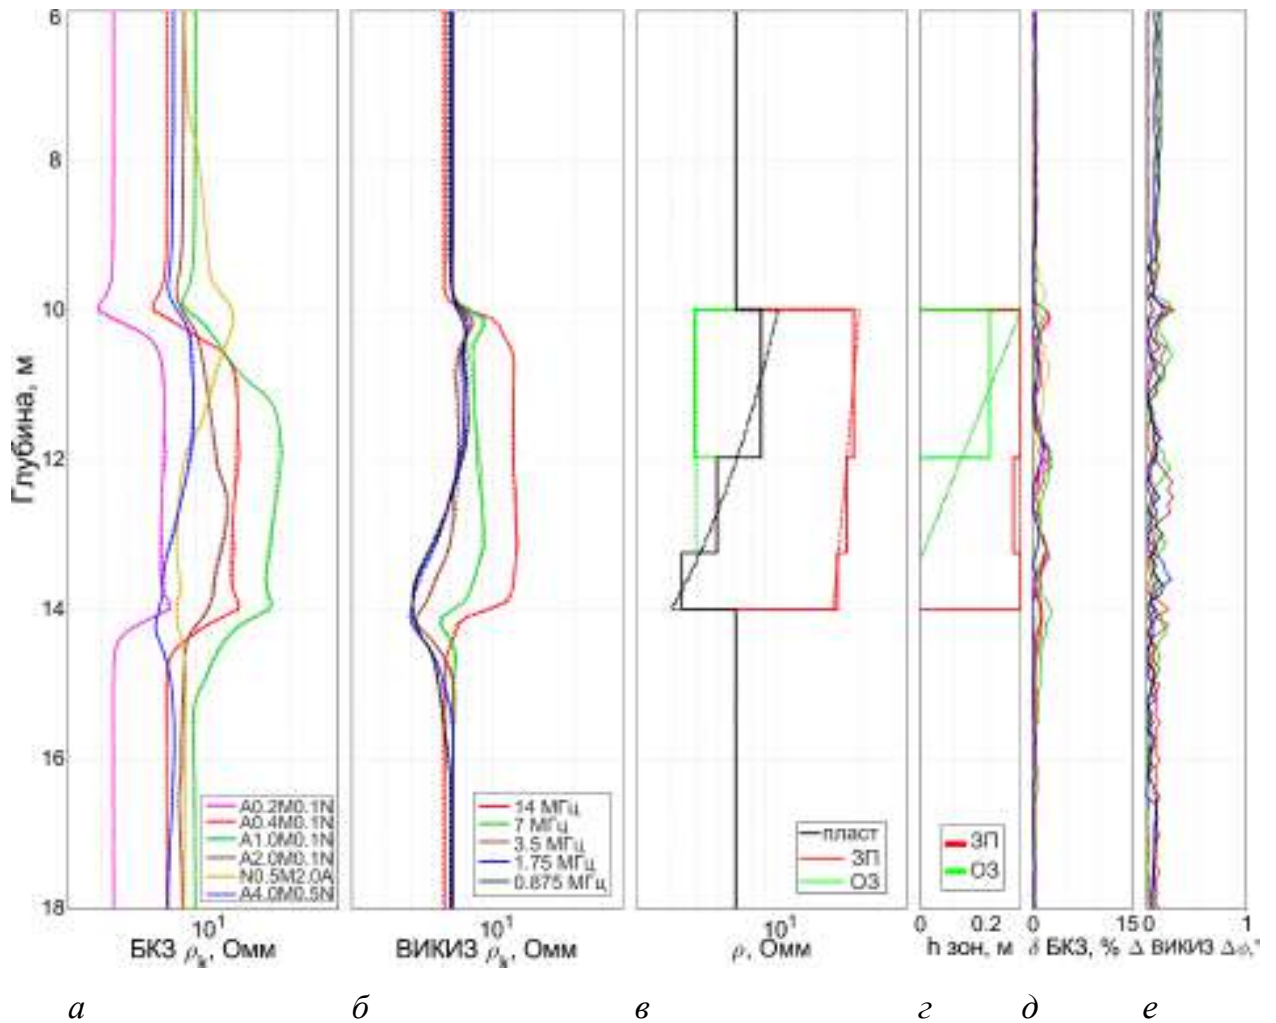 6
8
10
12
14
16
18
Глубина, м
A0.2M0.1N
A0.4M0.1N
A1.0M0.1N
A2.0M0.1N
N0.5M2.0A
A4.0M0.5N
10¹
БКЗ ρₖ, Омм
14 МГц
7 МГц
3.5 МГц
1.75 МГц
0.875 МГц
10¹
ВИКИЗ ρₖ, Омм
пласт
ЗП
ОЗ
10¹
ρ, Омм
ЗП
ОЗ
0 0.2
h зон, м
0 15
δ БКЗ, %
0 1
Δ ВИКИЗ Δφ,°
а б в г д е